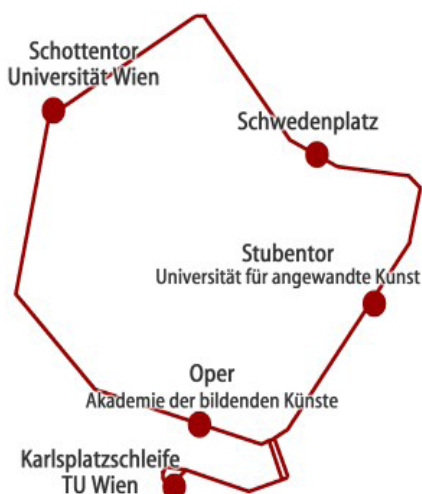 Schottentor
Universität Wien
Schwedenplatz
Stubentor
Universität für angewandte Kunst
Oper
Akademie der bildenden Künste
Karlsplatzschleife
TU Wien